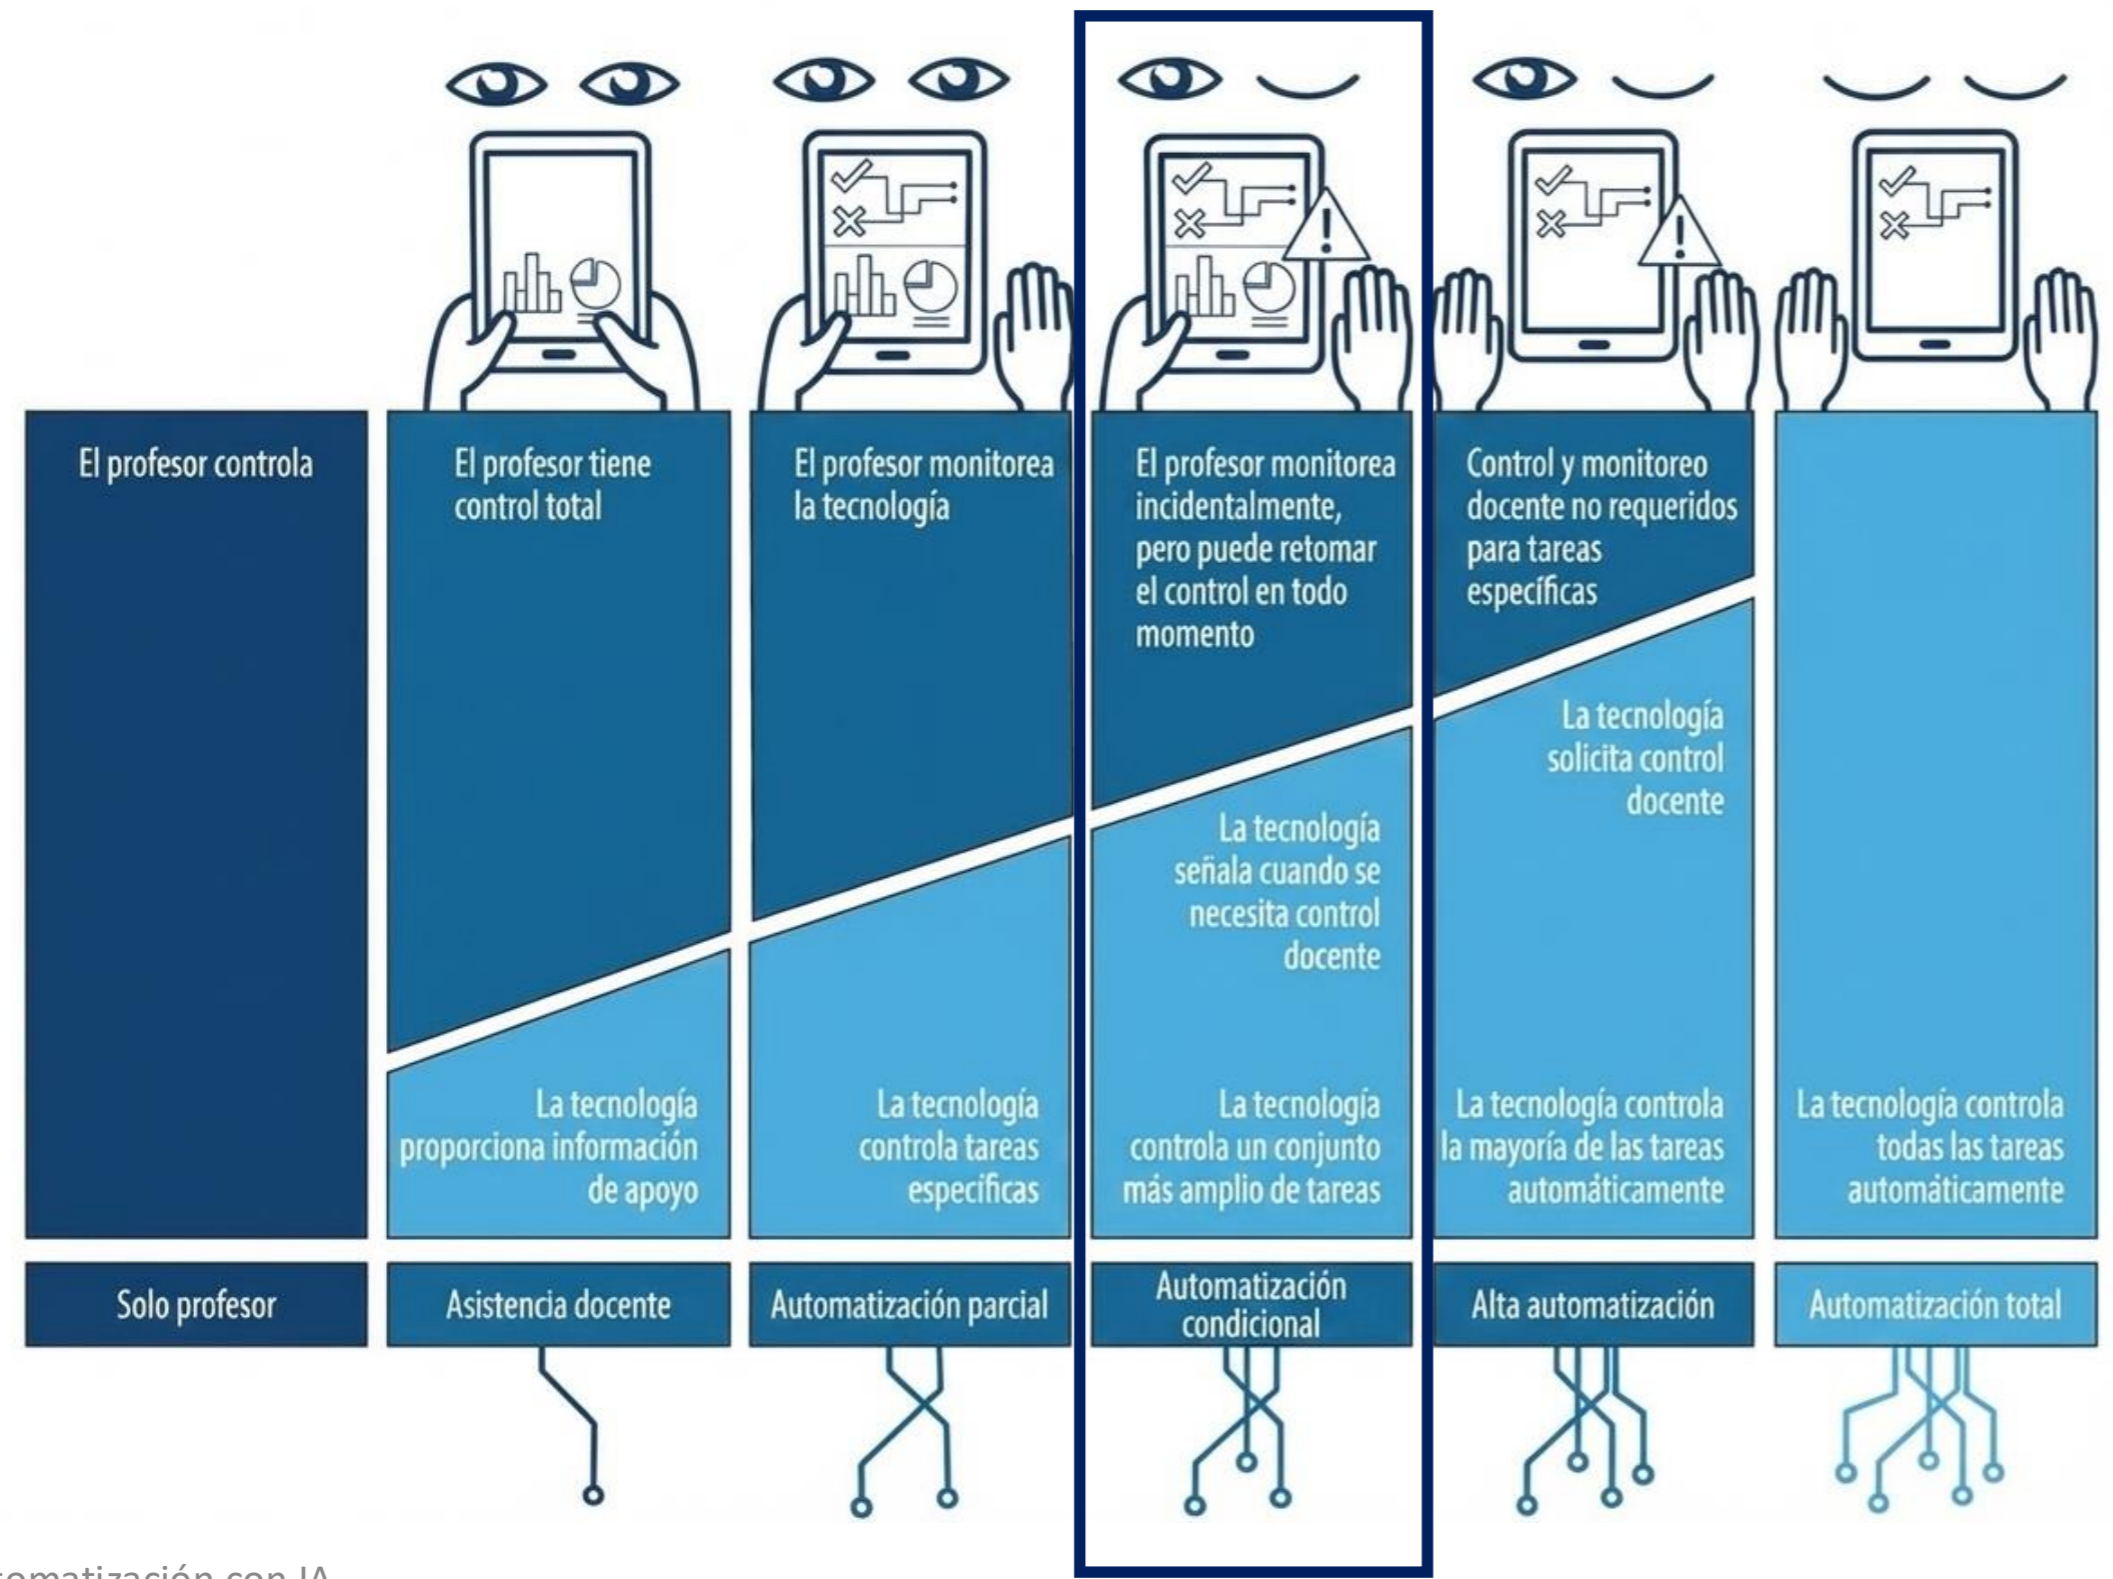 El profesor controla
El profesor tiene
control total
El profesor monitorea
la tecnología
El profesor monitorea
incidentalmente,
pero puede retomar
el control en todo
momento
Control y monitoreo
docente no requeridos
para tareas
específicas
La tecnología
proporciona información
de apoyo
La tecnología
controla tareas
específicas
La tecnología
señala cuando se
necesita control
docente
La tecnología
controla un conjunto
más amplio de tareas
La tecnología
solicita control
docente
La tecnología controla
la mayoría de las tareas
automáticamente
La tecnología controla
todas las tareas
automáticamente
Solo profesor
Asistencia docente
Automatización parcial
Automatización
condicional
Alta automatización
Automatización total
con IA